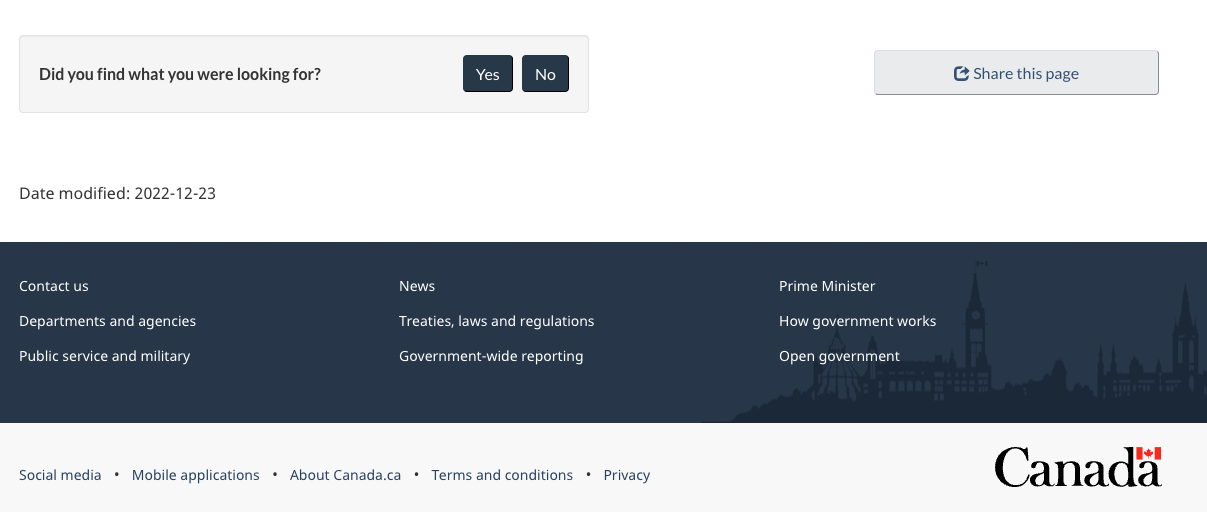 Did you find what you were looking for? Yes No
Share this page
Date modified: 2022-12-23
Contact us
Departments and agencies
Public service and military
News
Treaties, laws and regulations
Government-wide reporting
Prime Minister
How government works
Open government
Social media • Mobile applications • About Canada.ca • Terms and conditions • Privacy
Canada